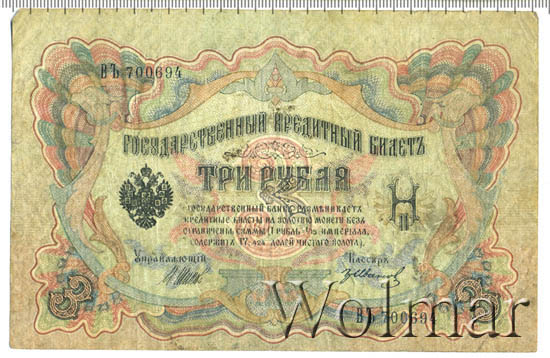 ВЪ 700694
ГОСУДАРСТВЕННЫЙ КРЕДИТНЫЙ БИЛЕТЪ
ТРИ РУБЛЯ
ГОСУДАРСТВЕННЫЙ БАНКЪ РАЗМѢНИВАЕТЪ
КРЕДИТНЫЕ БИЛЕТЫ НА ЗОЛОТУЮ МОНЕТУ БЕЗЪ
ОГРАНИЧЕНІЯ СУММЫ (1 РУБЛЬ = 1/15 ИМПЕРІАЛА,
СОДЕРЖИТЪ 17,424 ДОЛЕЙ ЧИСТАГО ЗОЛОТА).
Управляющій Кассиръ
3 3
ВЪ 700694
Wolmar